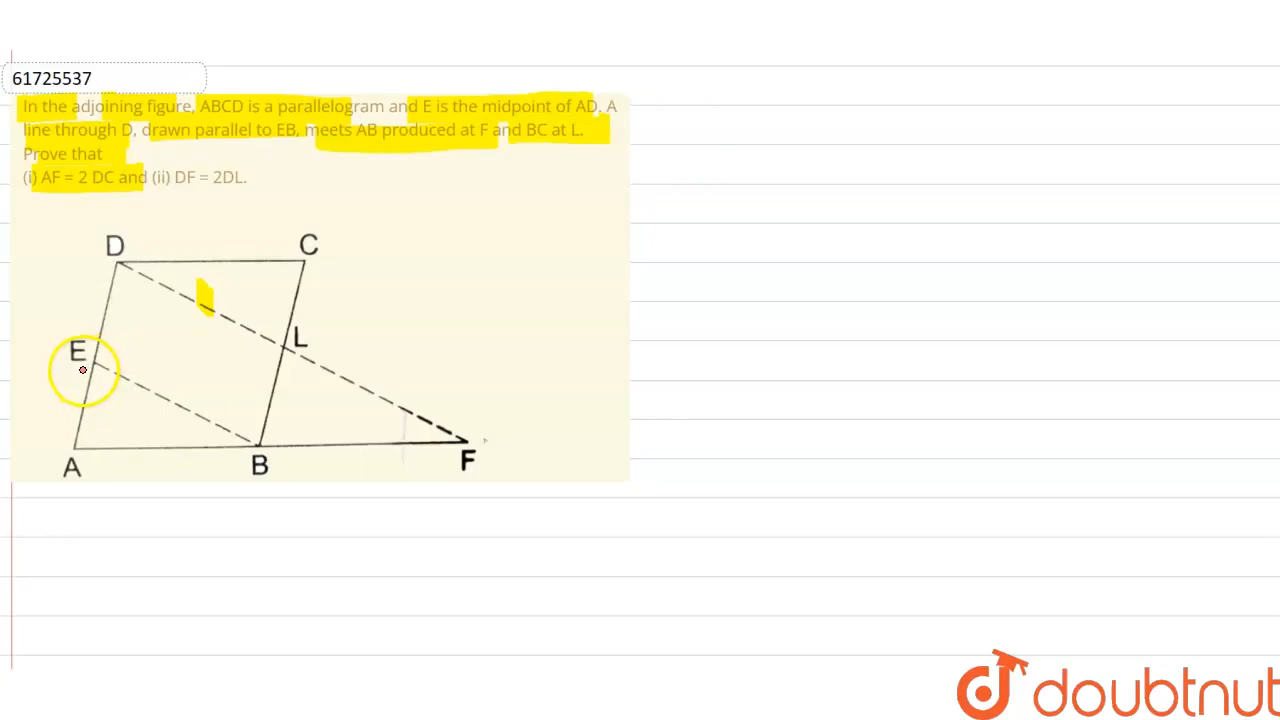 61725537
In the adjoining figure, ABCD is a parallelogram and E is the midpoint of AD. A
line through D, drawn parallel to EB, meets AB produced at F and BC at L.
Prove that
(i) AF = 2 DC and (ii) DF = 2DL.
D C
E L
A B F
doubtnut